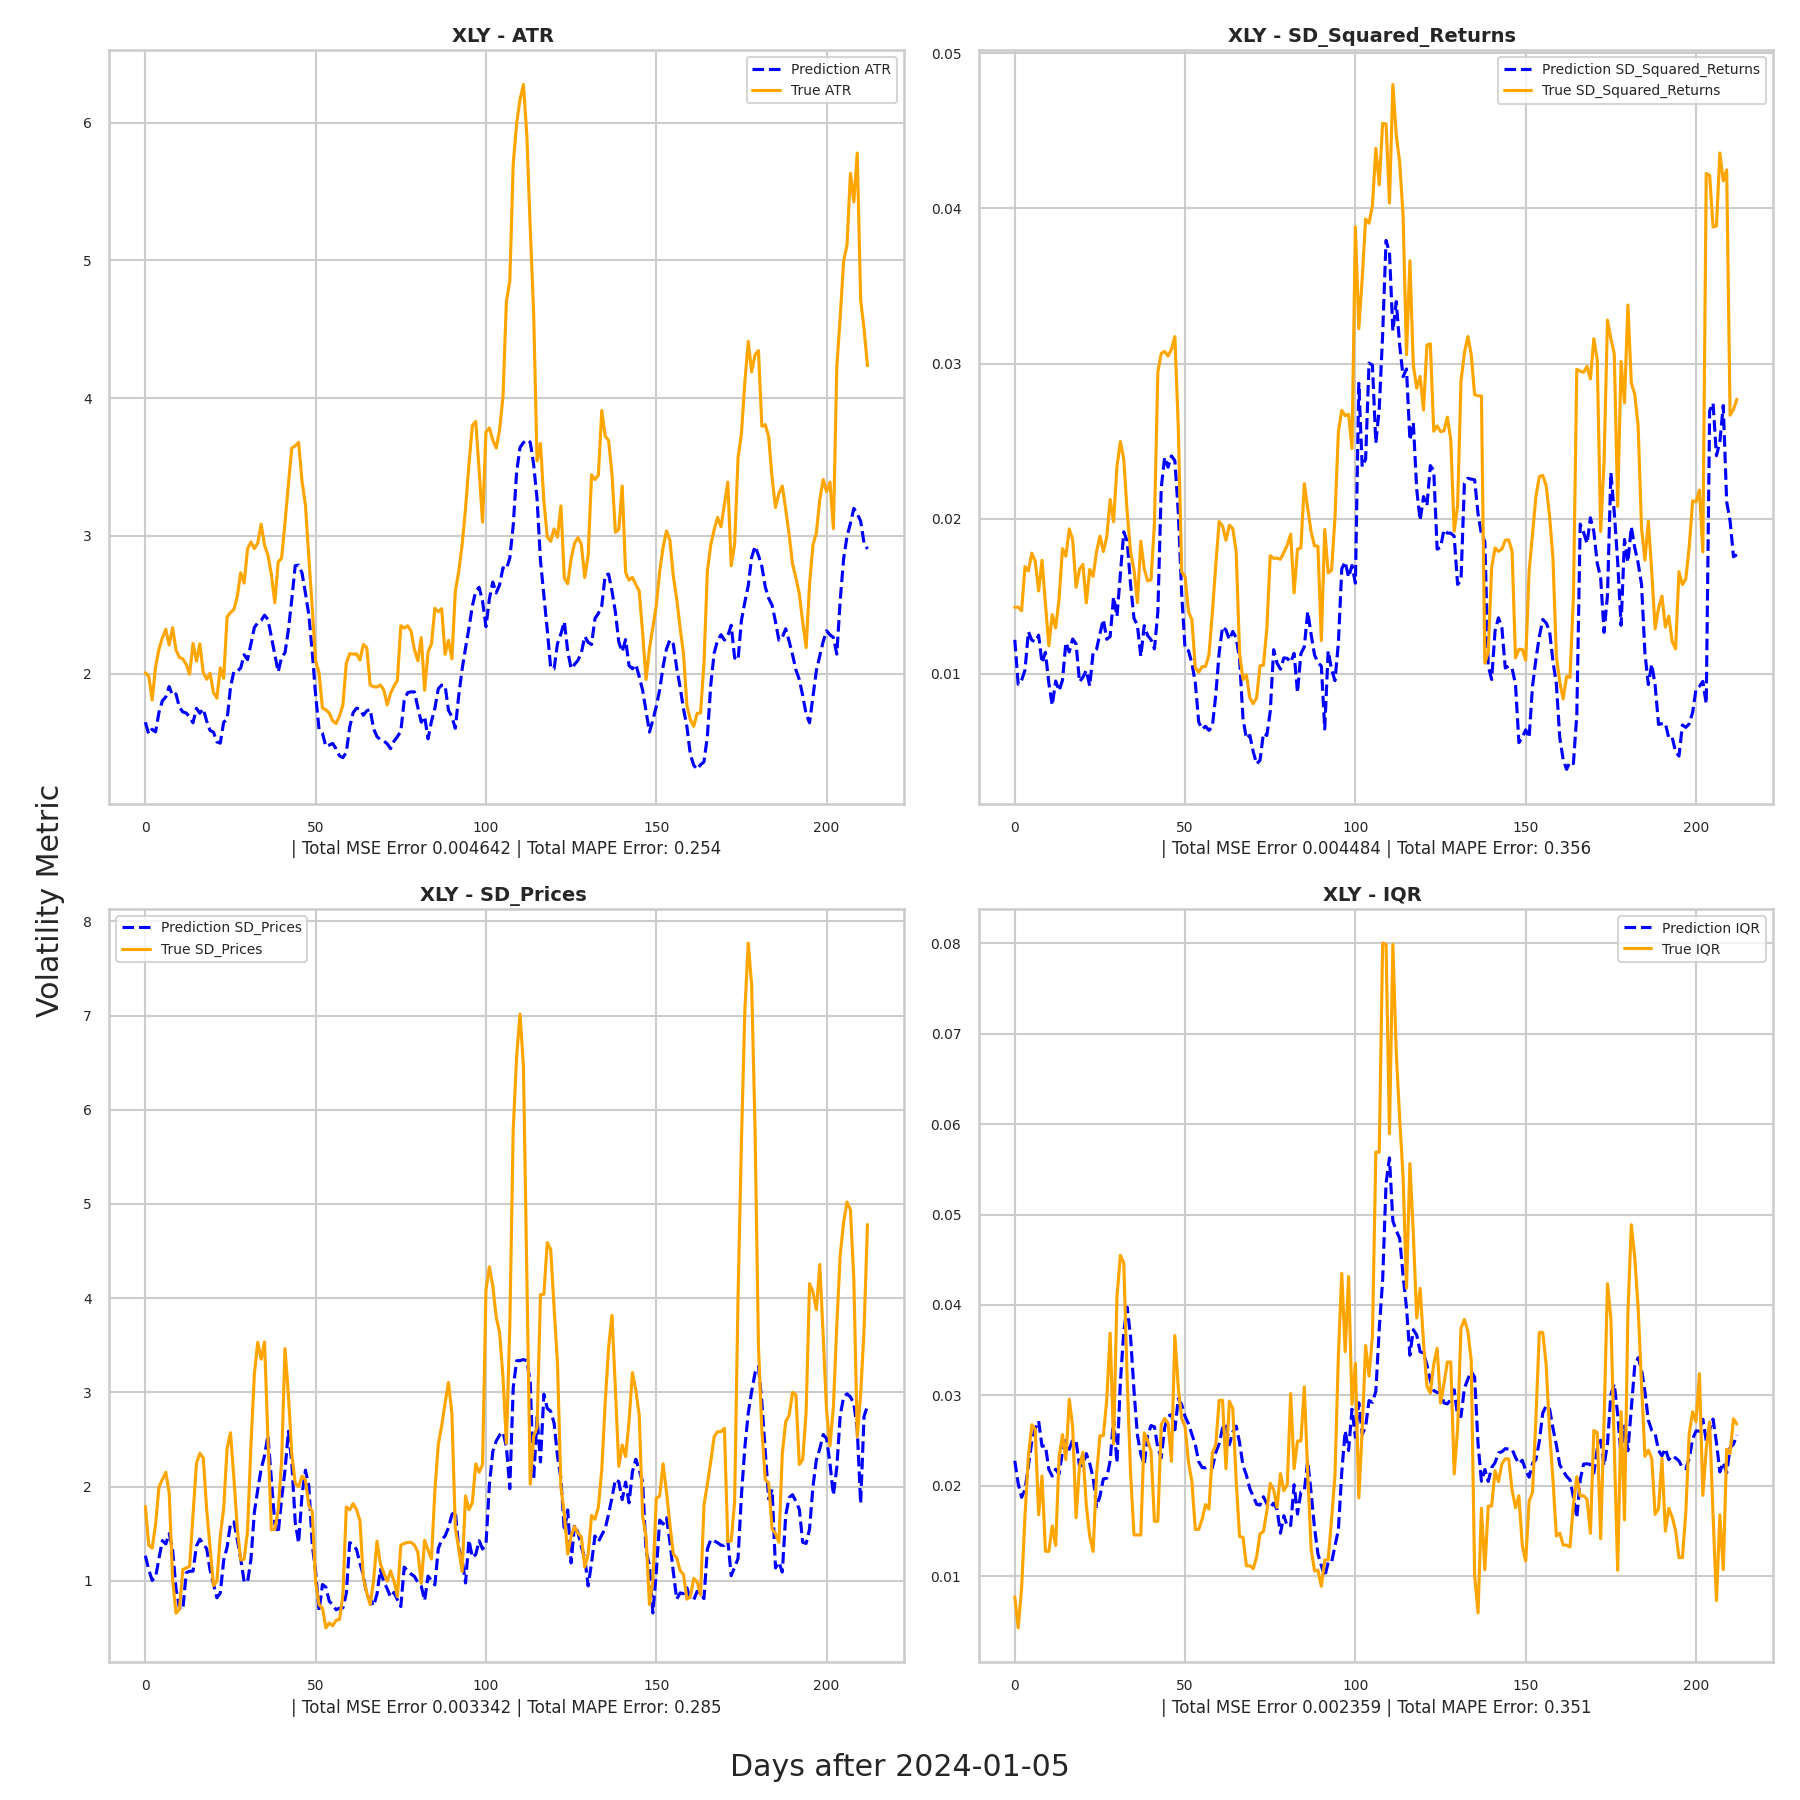 XLY - ATR
Prediction ATR
True ATR
6
5
4
3
2
0 50 100 150 200
| Total MSE Error 0.004642 | Total MAPE Error: 0.254
XLY - SD_Squared_Returns
Prediction SD_Squared_Returns
True SD_Squared_Returns
0.05
0.04
0.03
0.02
0.01
0 50 100 150 200
| Total MSE Error 0.004484 | Total MAPE Error: 0.356
Volatility Metric
XLY - SD_Prices
Prediction SD_Prices
True SD_Prices
8
7
6
5
4
3
2
1
0 50 100 150 200
| Total MSE Error 0.003342 | Total MAPE Error: 0.285
XLY - IQR
Prediction IQR
True IQR
0.08
0.07
0.06
0.05
0.04
0.03
0.02
0.01
0 50 100 150 200
| Total MSE Error 0.002359 | Total MAPE Error: 0.351
Days after 2024-01-05